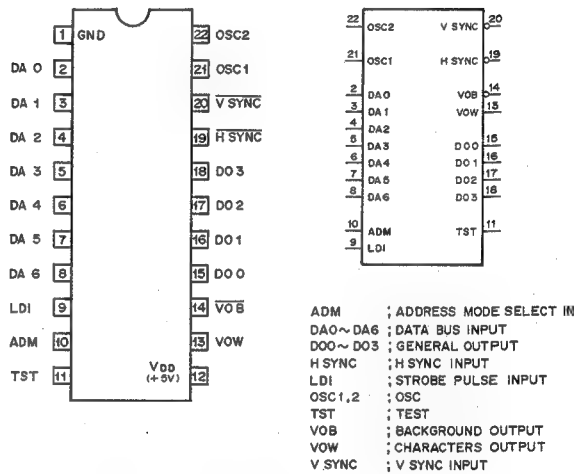 1 GND 22 OSC2
DA 0 2 21 OSC1
DA 1 3 20 V SYNC
DA 2 4 19 H SYNC
DA 3 5 18 DO 3
DA 4 6 17 DO 2
DA 5 7 16 DO 1
DA 6 8 15 DO 0
LDI 9 14 VOB
ADM 10 13 VOW
TST 11 VDD (+5V) 12
22 OSC2 V SYNC 20
21 OSC1 H SYNC 19
2 DA0 VOB 14
3 DA1 VOW 13
4 DA2
5 DA3 DO0 15
6 DA4 DO1 16
7 DA5 DO2 17
8 DA6 DO3 18
10 ADM TST 11
9 LDI
ADM ; ADDRESS MODE SELECT IN
DA0~DA6 ; DATA BUS INPUT
DO0~DO3 ; GENERAL OUTPUT
H SYNC ; H SYNC INPUT
LDI ; STROBE PULSE INPUT
OSC1,2 ; OSC
TST ; TEST
VOB ; BACKGROUND OUTPUT
VOW ; CHARACTERS OUTPUT
V SYNC ; V SYNC INPUT